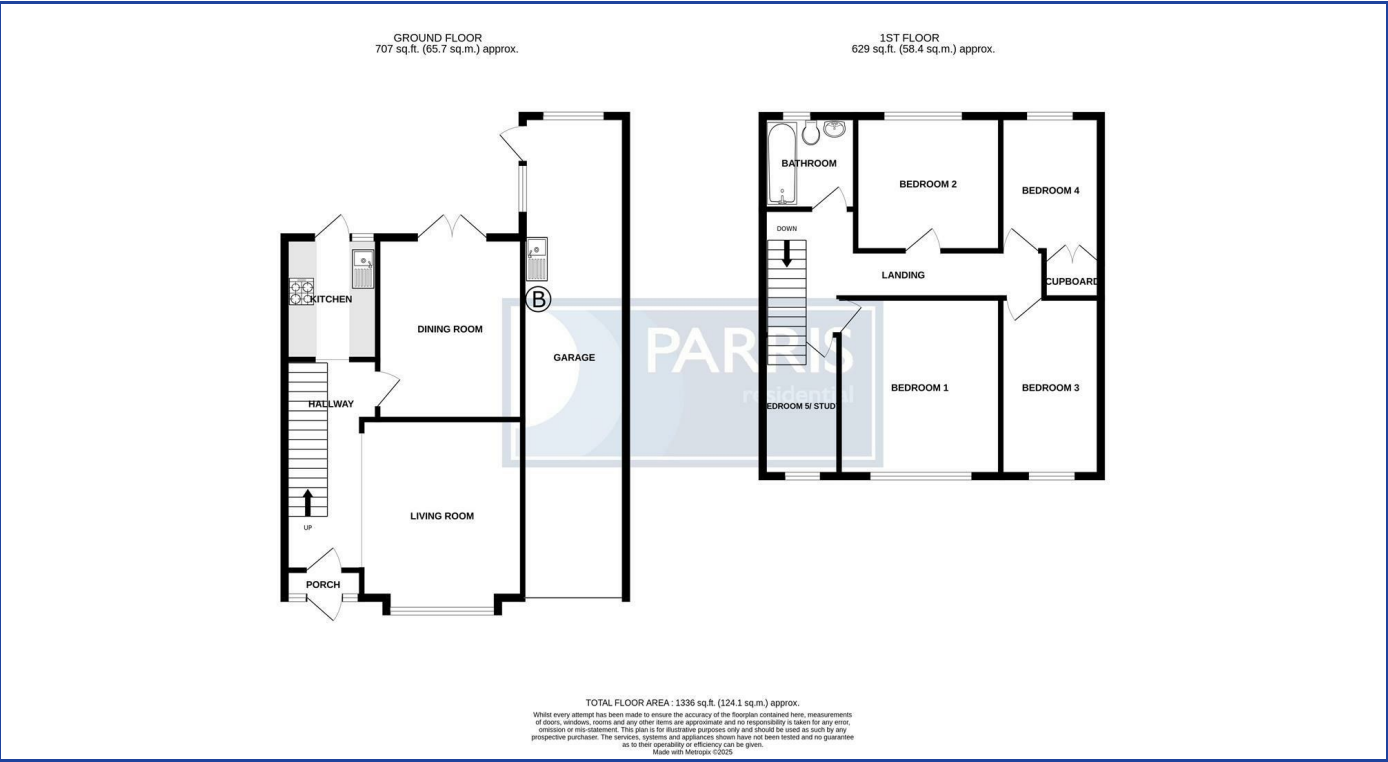 GROUND FLOOR
707 sq.ft. (65.7 sq.m.) approx.
1ST FLOOR
629 sq.ft. (58.4 sq.m.) approx.
KITCHEN
DINING ROOM
B
GARAGE
HALLWAY
UP
LIVING ROOM
PORCH
BATHROOM
BEDROOM 2
BEDROOM 4
DOWN
LANDING
CUPBOARD
BEDROOM 1
BEDROOM 3
EDROOM 5/ STUD
PARRIS
residential
TOTAL FLOOR AREA : 1336 sq.ft. (124.1 sq.m.) approx.
Whilst every attempt has been made to ensure the accuracy of the floorplan contained here, measurements
of doors, windows, rooms and any other items are approximate and no responsibility is taken for any error,
omission or mis-statement. This plan is for illustrative purposes only and should be used as such by any
prospective purchaser. The services, systems and appliances shown have not been tested and no guarantee
as to their operability or efficiency can be given.
Made with Metropix ©2025